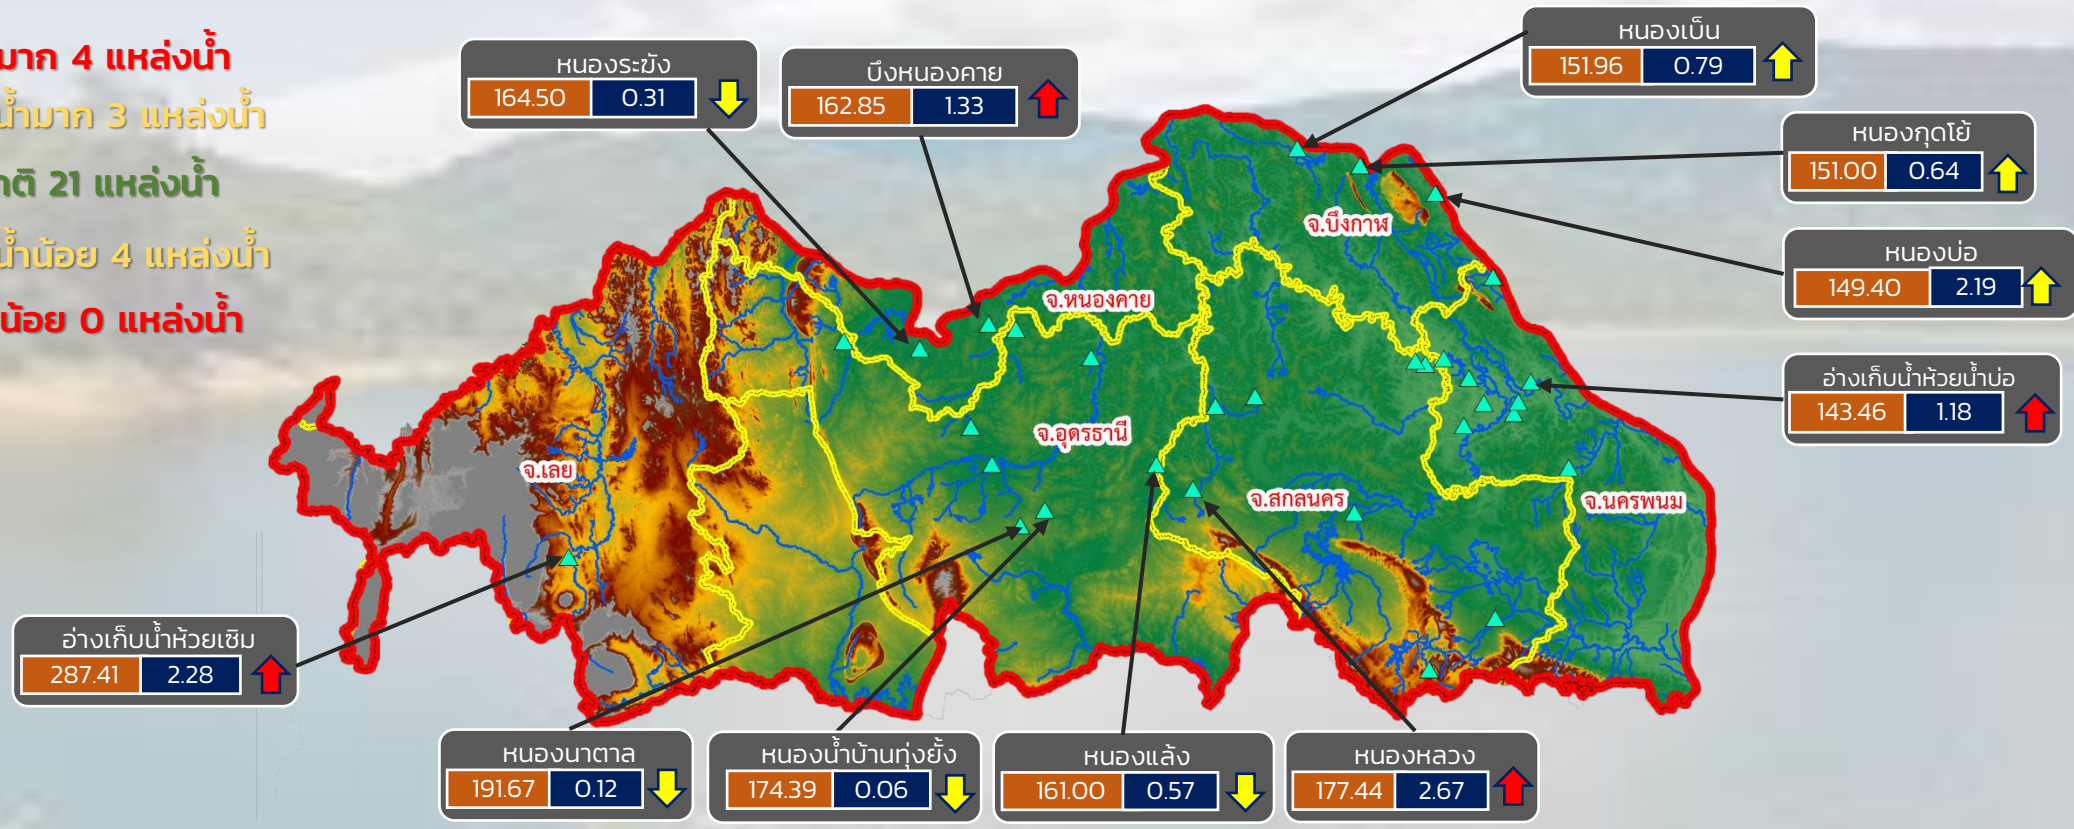 มาก 4 แหล่งน้ำ
น้ำมาก 3 แหล่งน้ำ
21 แหล่งน้ำ
น้ำน้อย 4 แหล่งน้ำ
น้อย 0 แหล่งน้ำ
หนองระฆัง
164.50 0.31
บึงหนองคาย
162.85 1.33
หนองเบ็น
151.96 0.79
หนองกุดโย้
151.00 0.64
หนองบ่อ
149.40 2.19
อ่างเก็บน้ำห้วยน้ำบ่อ
143.46 1.18
จ.บึงกาฬ
จ.หนองคาย
จ.อุดรธานี
จ.เลย
จ.สกลนคร
จ.นครพนม
อ่างเก็บน้ำห้วยเซิม
287.41 2.28
หนองนาตาล
191.67 0.12
หนองน้ำบ้านทุ่งยั้ง
174.39 0.06
หนองแล้ง
161.00 0.57
หนองหลวง
177.44 2.67